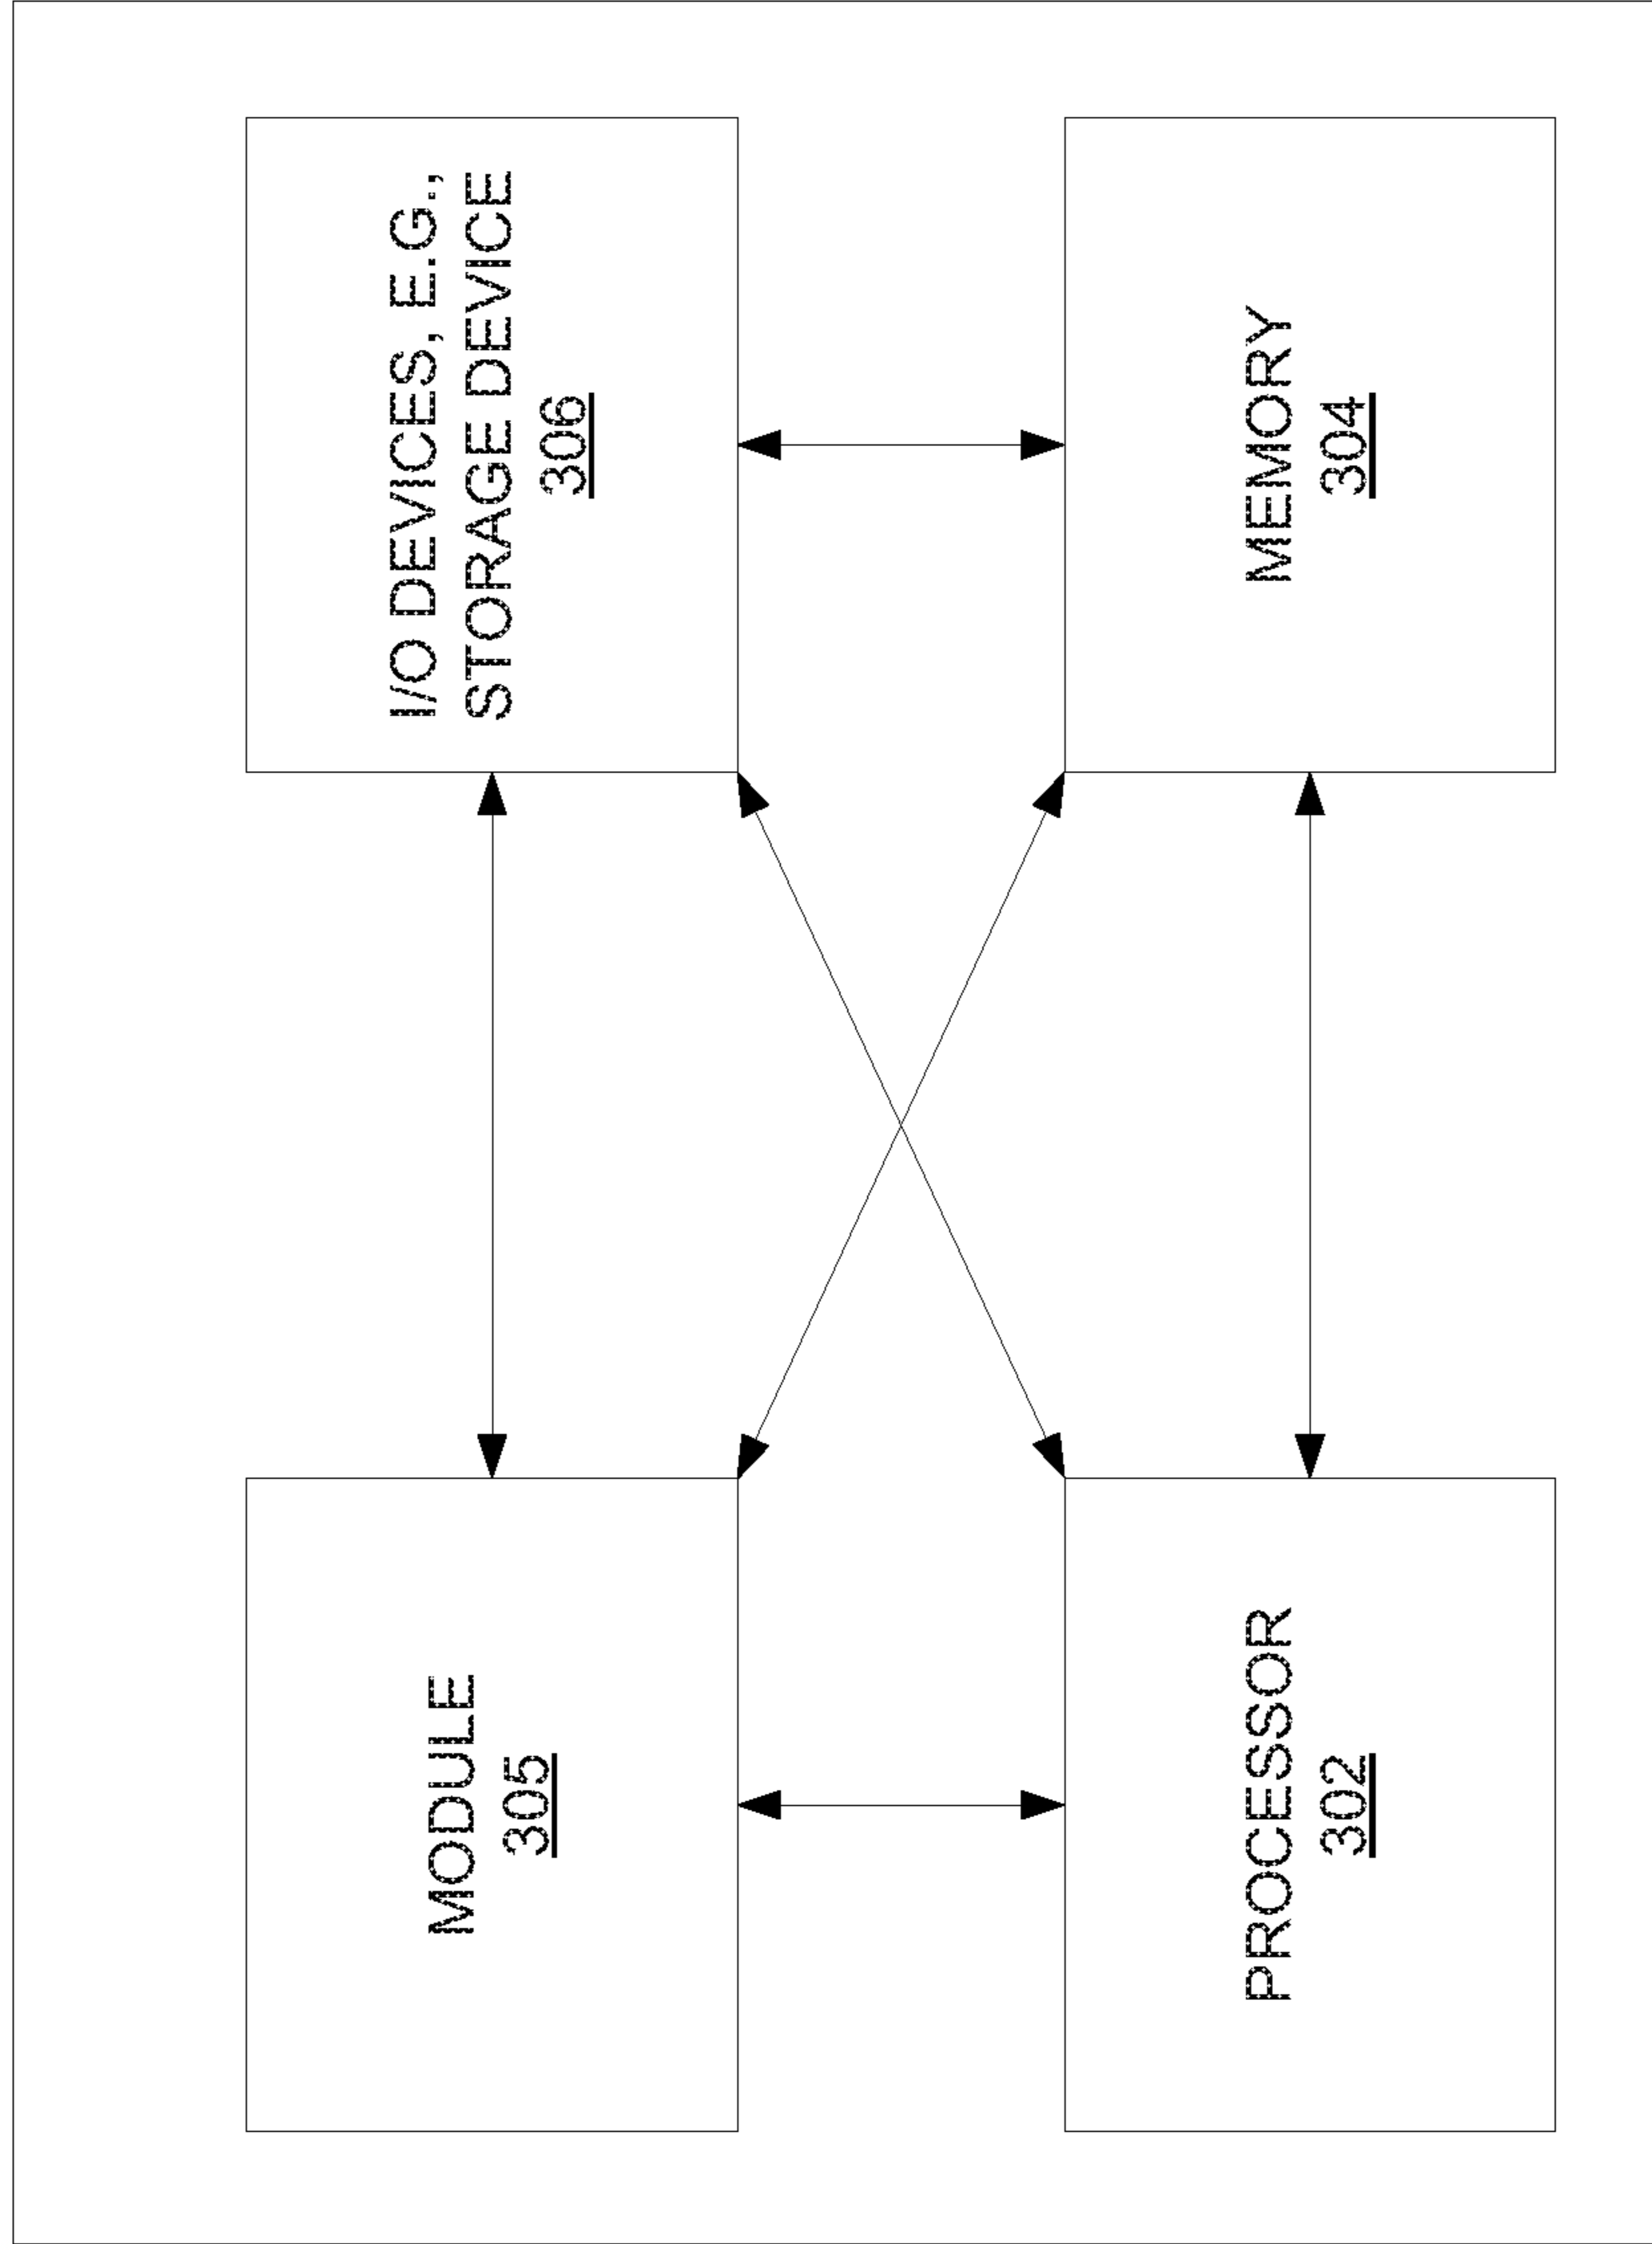 MODULE
305
I/O DEVICES, E.G.,
STORAGE DEVICE
306
PROCESSOR
302
MEMORY
304